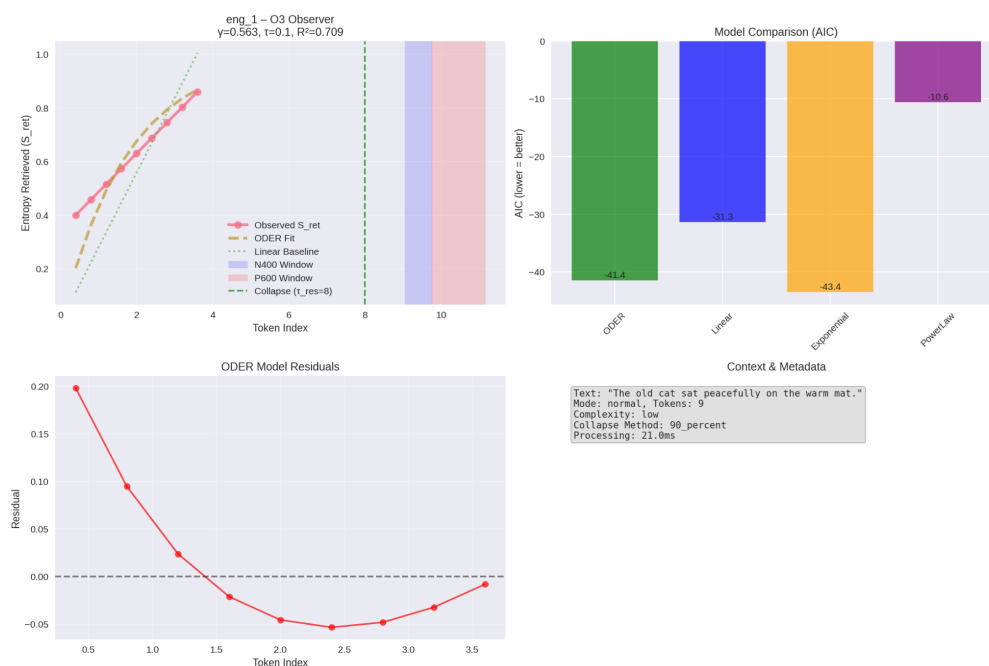 eng_1 – O3 Observer
γ=0.563, τ=0.1, R²=0.709
Entropy Retrieved (S_ret)
1.0
0.8
0.6
0.4
0.2
Observed S_ret
ODER Fit
Linear Baseline
N400 Window
P600 Window
Collapse (τ_res=8)
0 2 4 6 8 10
Token Index
Model Comparison (AIC)
AIC (lower = better)
0
−10
−20
−30
−40
-41.4
-31.3
-43.4
-10.6
ODER
Linear
Exponential
PowerLaw
ODER Model Residuals
Residual
0.20
0.15
0.10
0.05
0.00
−0.05
0.5 1.0 1.5 2.0 2.5 3.0 3.5
Token Index
Context & Metadata
Text: "The old cat sat peacefully on the warm mat."
Mode: normal, Tokens: 9
Complexity: low
Collapse Method: 90_percent
Processing: 21.0ms